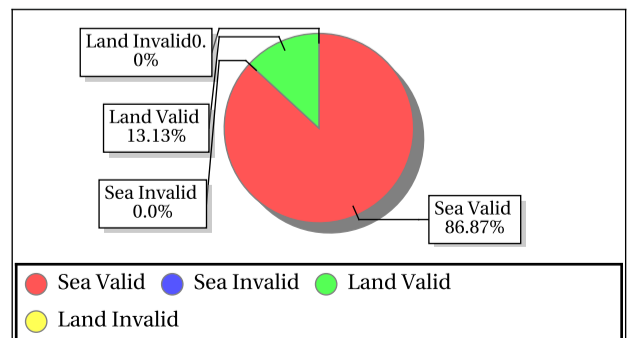 Land Invalid0.
0%
Land Valid
13.13%
Sea Invalid
0.0%
Sea Valid
86.87%
Sea Valid Sea Invalid Land Valid
Land Invalid